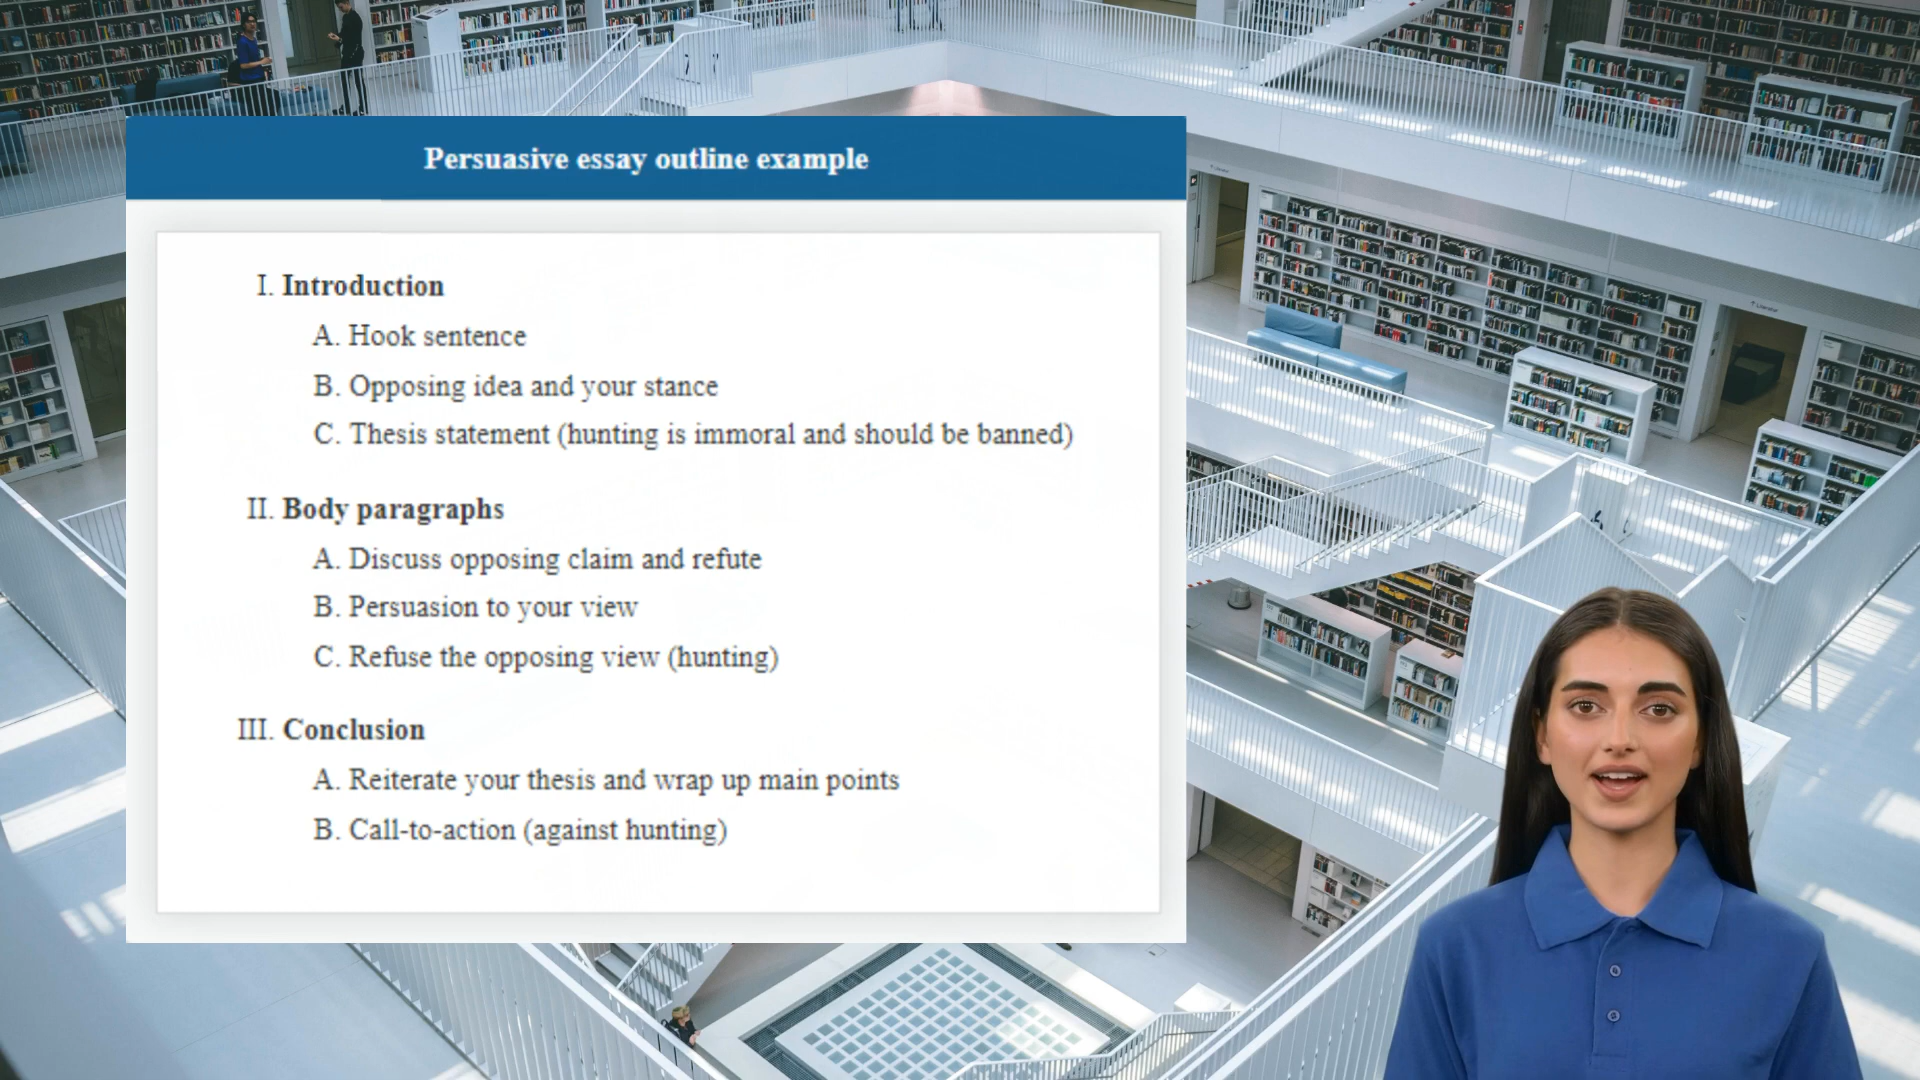 Persuasive essay outline example
I. Introduction
A. Hook sentence
B. Opposing idea and your stance
C. Thesis statement (hunting is immoral and should be banned)
II. Body paragraphs
A. Discuss opposing claim and refute
B. Persuasion to your view
C. Refuse the opposing view (hunting)
III. Conclusion
A. Reiterate your thesis and wrap up main points
B. Call-to-action (against hunting)